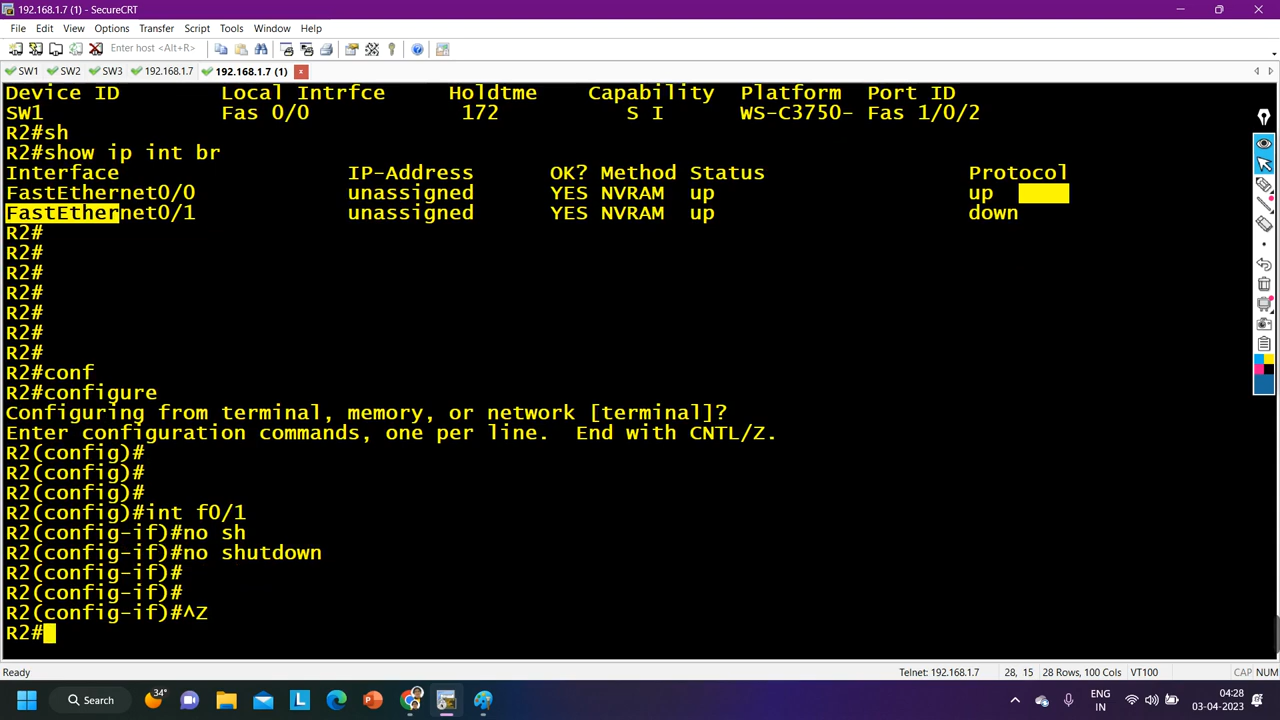 192.168.1.7 (1) - SecureCRT
File Edit View Options Transfer Script Tools Window Help
Enter host <Alt+R>
SW1 SW2 SW3 192.168.1.7 192.168.1.7 (1)
Device ID Local Intrfce Holdtme Capability Platform Port ID
SW1 Fas 0/0 172 S I WS-C3750- Fas 1/0/2
R2#sh
R2#show ip int br
Interface IP-Address OK? Method Status Protocol
FastEthernet0/0 unassigned YES NVRAM up up
FastEthernet0/1 unassigned YES NVRAM up down
R2#
R2#
R2#
R2#
R2#
R2#
R2#
R2#conf
R2#configure
Configuring from terminal, memory, or network [terminal]?
Enter configuration commands, one per line. End with CNTL/Z.
R2(config)#
R2(config)#
R2(config)#
R2(config)#int f0/1
R2(config-if)#no sh
R2(config-if)#no shutdown
R2(config-if)#
R2(config-if)#
R2(config-if)#^Z
R2#
Ready Telnet: 192.168.1.7 28, 15 28 Rows, 100 Cols VT100 CAP NUM
Search 34° L ENG IN 04:28 03-04-2023